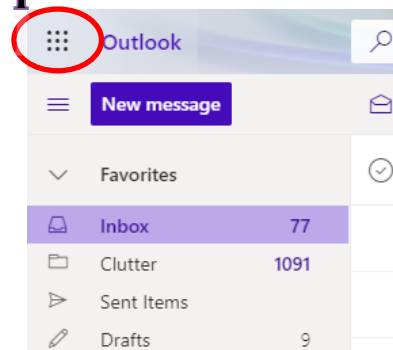 Outlook
New message
Favorites
Inbox 77
Clutter 1091
Sent Items
Drafts 9